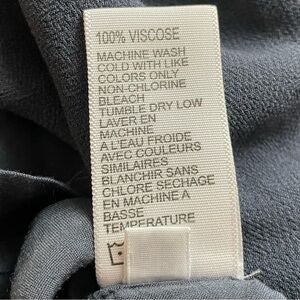 100% VISCOSE
MACHINE WASH
COLD WITH LIKE
COLORS ONLY
NON-CHLORINE
BLEACH
TUMBLE DRY LOW
LAVER EN
MACHINE
A L'EAU FROIDE
AVEC COULEURS
SIMILAIRES
BLANCHIR SANS
CHLORE SECHAGE
EN MACHINE A
BASSE
TEMPERATURE